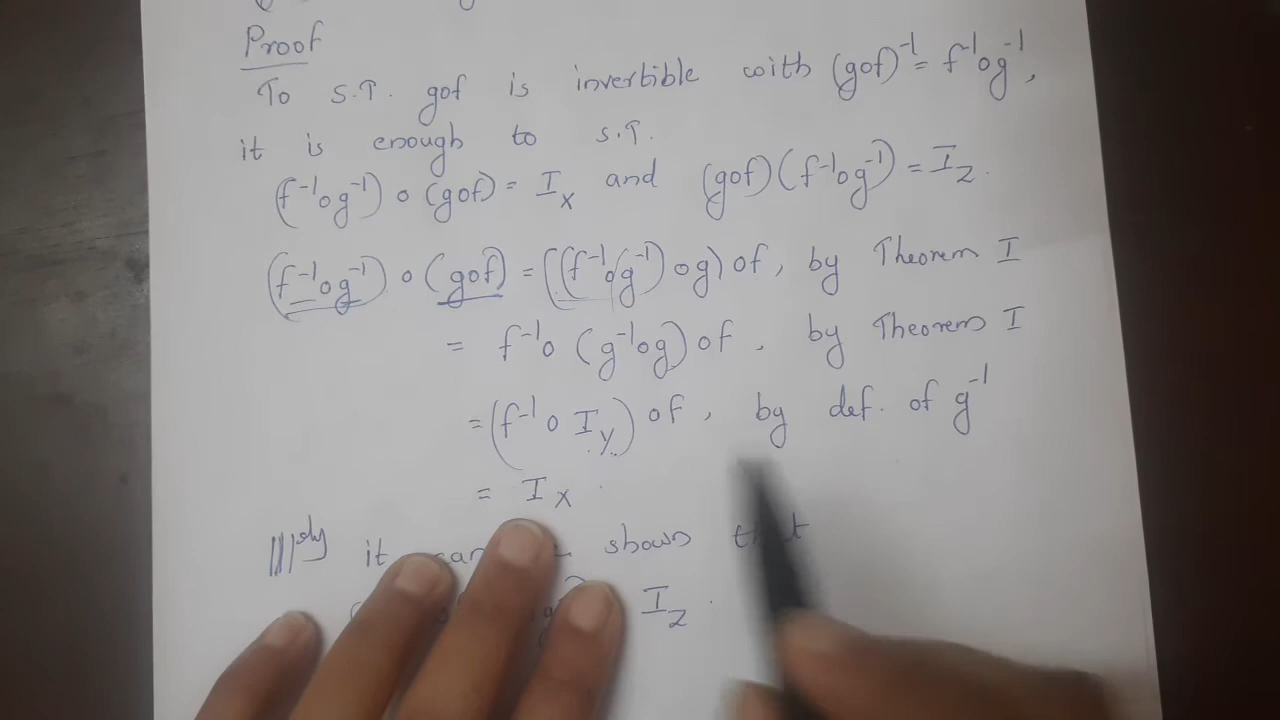 Proof
To S.T. gof is invertible with (gof)⁻¹ = f⁻¹og⁻¹,
it is enough to S.T.
(f⁻¹og⁻¹) o (gof) = I_X and (gof)(f⁻¹og⁻¹) = I_Z.
(f⁻¹og⁻¹) o (gof) = ((f⁻¹o(g⁻¹) og) of, by Theorem I
= f⁻¹o (g⁻¹og) of, by Theorem I
= (f⁻¹ o I_Y) of, by def. of g⁻¹
= I_X.
|||sly it shown
I_Z.